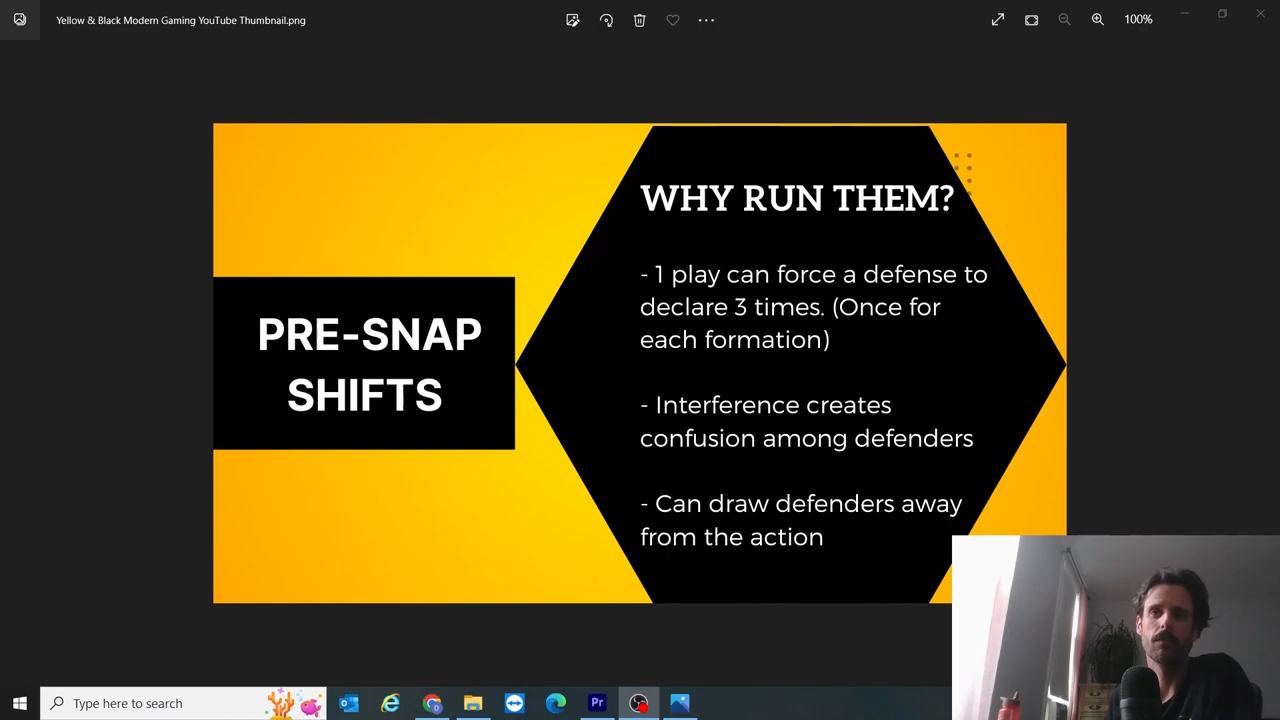 Yellow & Black Modern Gaming YouTube Thumbnail.png
100%
WHY RUN THEM?
- 1 play can force a defense to
declare 3 times. (Once for
each formation)
PRE-SNAP
SHIFTS
- Interference creates
confusion among defenders
- Can draw defenders away
from the action
Type here to search
Pr